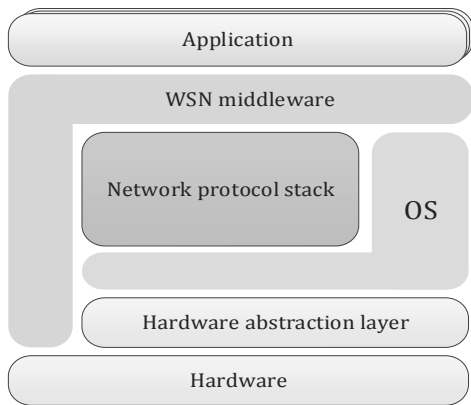 Application
WSN middleware
Network protocol stack
OS
Hardware abstraction layer
Hardware